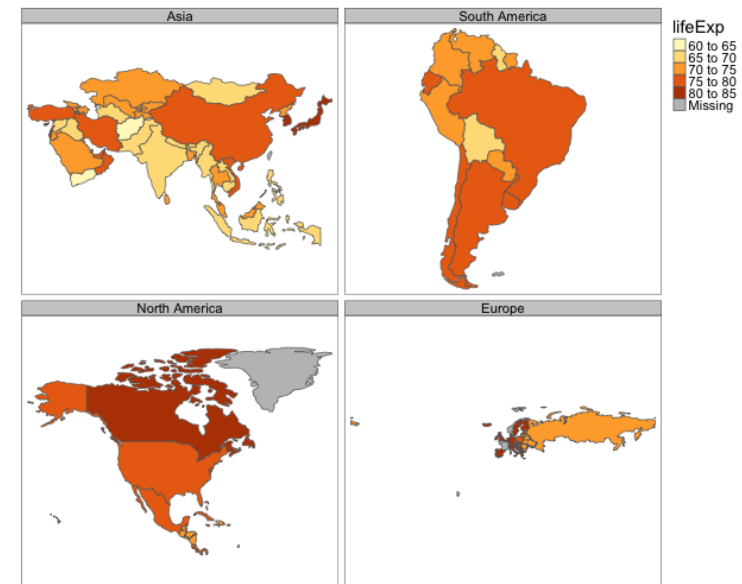 Asia
South America
lifeExp
60 to 65
65 to 70
70 to 75
75 to 80
80 to 85
Missing
North America
Europe